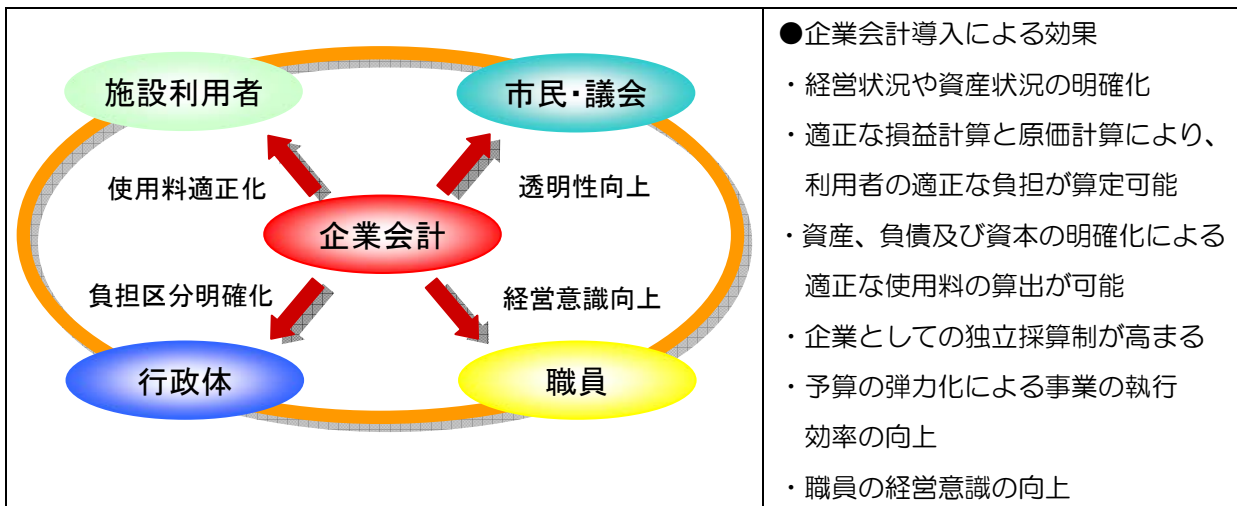 施設利用者
市民・議会
使用料適正化
透明性向上
企業会計
負担区分明確化
経営意識向上
行政体
職員
●企業会計導入による効果
・経営状況や資産状況の明確化
・適正な損益計算と原価計算により、
利用者の適正な負担が算定可能
・資産、負債及び資本の明確化による
適正な使用料の算出が可能
・企業としての独立採算制が高まる
・予算の弾力化による事業の執行
効率の向上
・職員の経営意識の向上